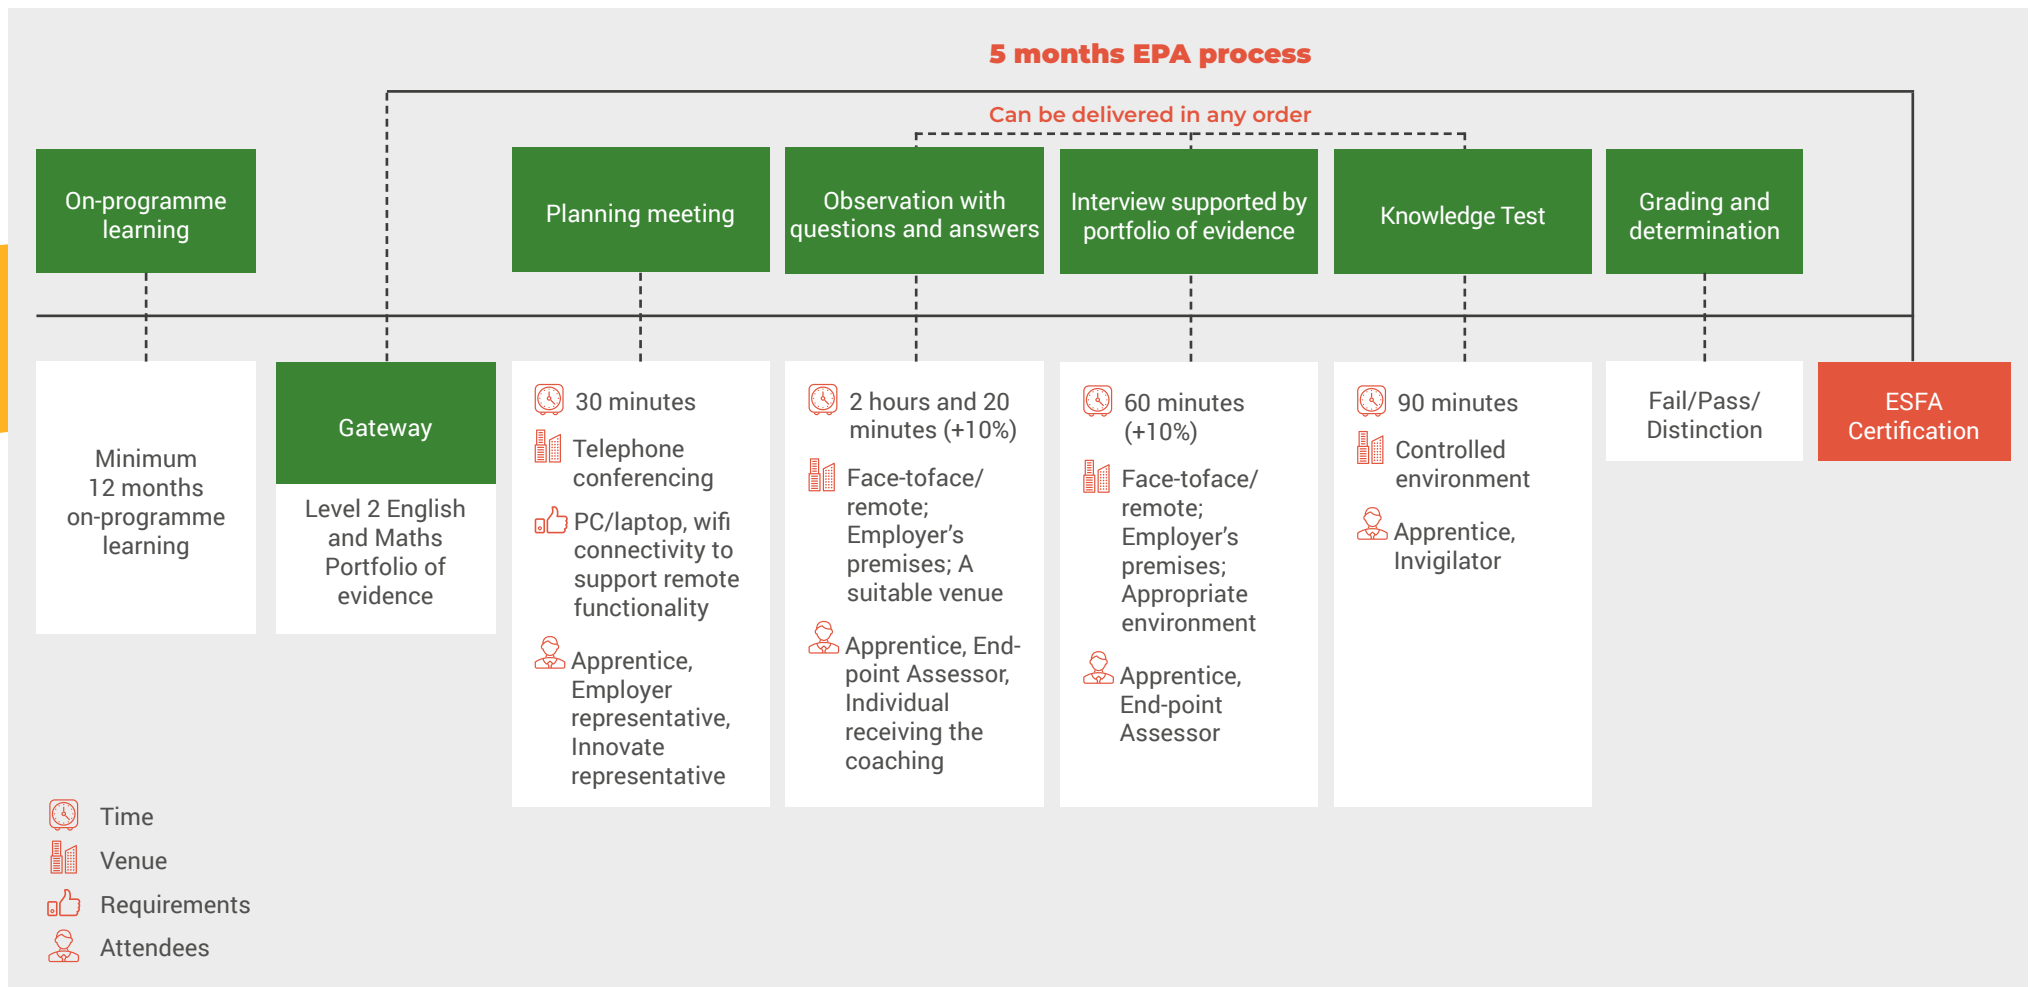 5 months EPA process
Can be delivered in any order
On-programme
learning
Planning meeting
Observation with
questions and answers
Interview supported by
portfolio of evidence
Knowledge Test
Grading and
determination
Minimum
12 months
on-programme
learning
Gateway
Level 2 English
and Maths
Portfolio of
evidence
30 minutes
Telephone
conferencing
PC/laptop, wifi
connectivity to
support remote
functionality
Apprentice,
Employer
representative,
Innovate
representative
2 hours and 20
minutes (+10%)
Face-toface/
remote;
Employer’s
premises; A
suitable venue
Apprentice, End-
point Assessor,
Individual
receiving the
coaching
60 minutes
(+10%)
Face-toface/
remote;
Employer’s
premises;
Appropriate
environment
Apprentice,
End-point
Assessor
90 minutes
Controlled
environment
Apprentice,
Invigilator
Fail/Pass/
Distinction
ESFA
Certification
Time
Venue
Requirements
Attendees